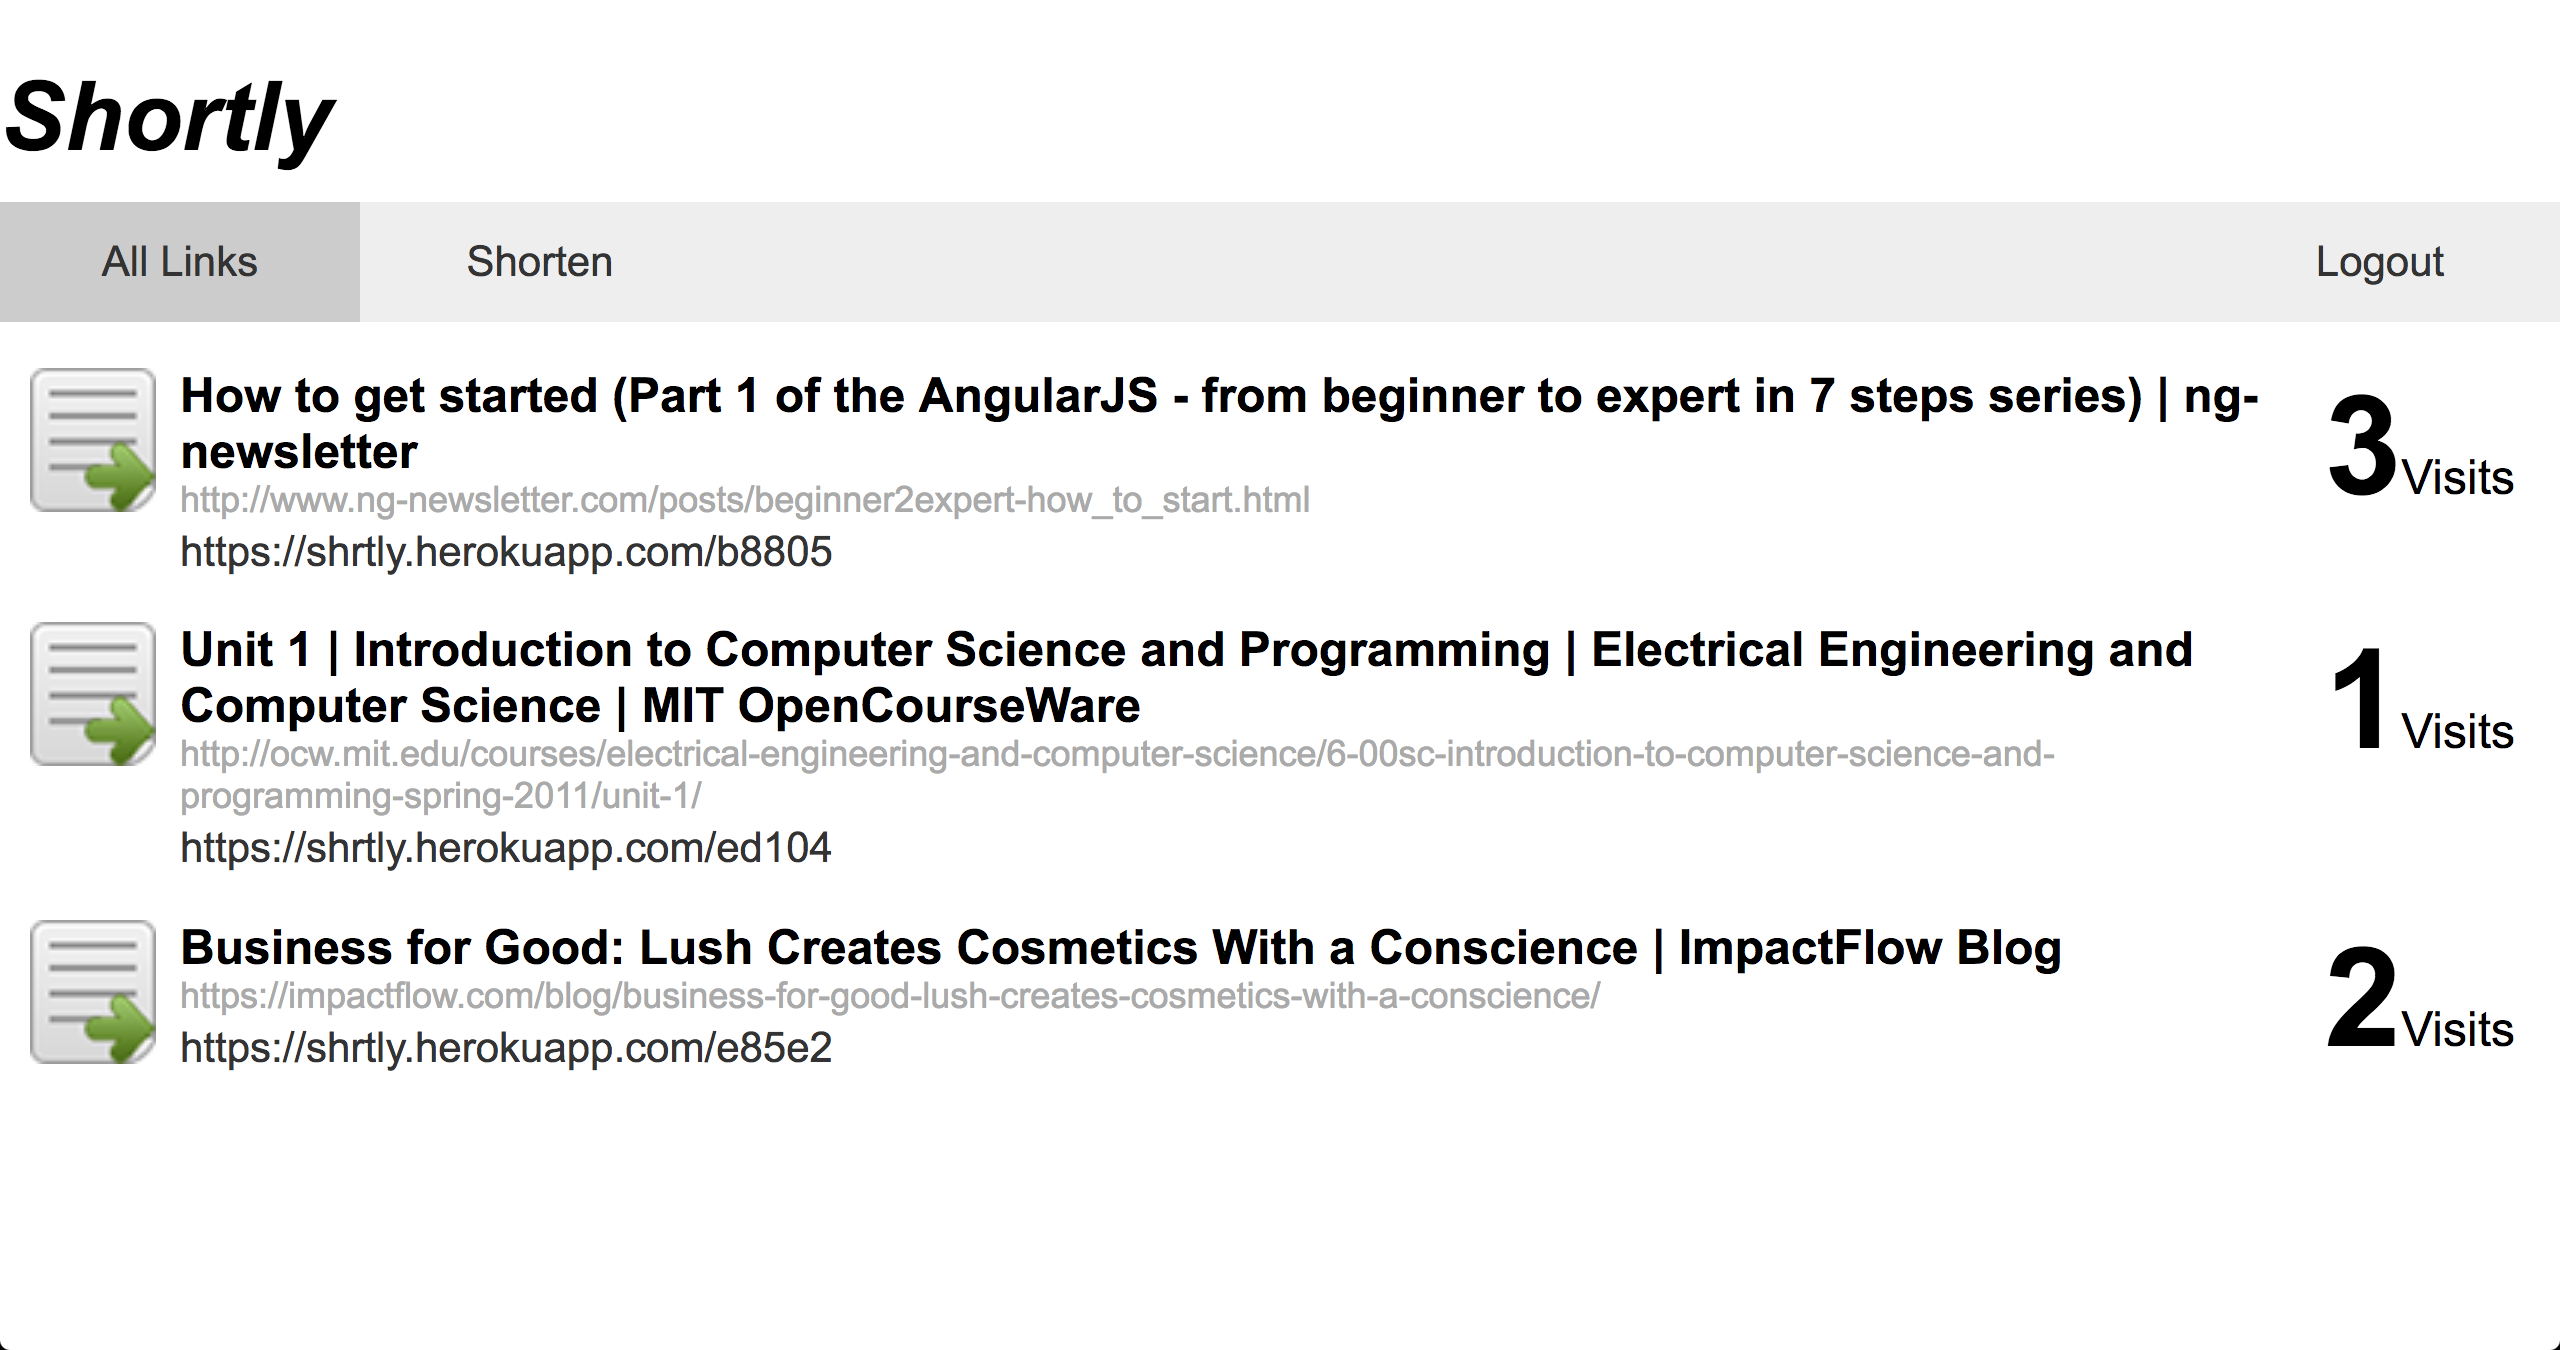 Shortly
All Links
Shorten
Logout
How to get started (Part 1 of the AngularJS - from beginner to expert in 7 steps series) | ng-
newsletter
http://www.ng-newsletter.com/posts/beginner2expert-how_to_start.html
https://shrtly.herokuapp.com/b8805
3 Visits
Unit 1 | Introduction to Computer Science and Programming | Electrical Engineering and
Computer Science | MIT OpenCourseWare
http://ocw.mit.edu/courses/electrical-engineering-and-computer-science/6-00sc-introduction-to-computer-science-and-
programming-spring-2011/unit-1/
https://shrtly.herokuapp.com/ed104
1 Visits
Business for Good: Lush Creates Cosmetics With a Conscience | ImpactFlow Blog
https://impactflow.com/blog/business-for-good-lush-creates-cosmetics-with-a-conscience/
https://shrtly.herokuapp.com/e85e2
2 Visits